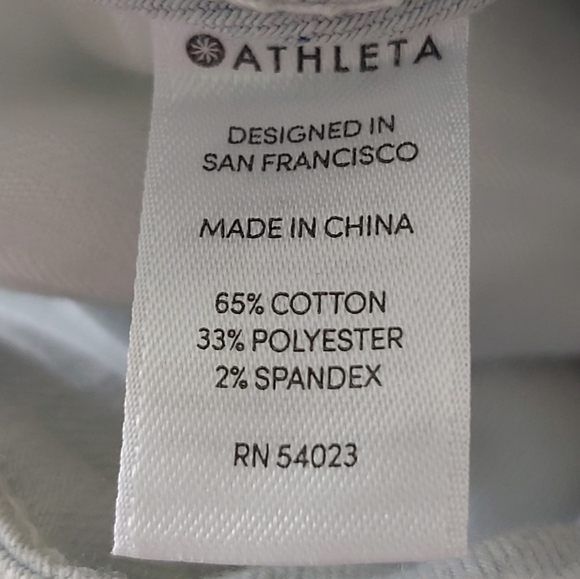 ATHLETA
DESIGNED IN
SAN FRANCISCO
MADE IN CHINA
65% COTTON
33% POLYESTER
2% SPANDEX
RN 54023